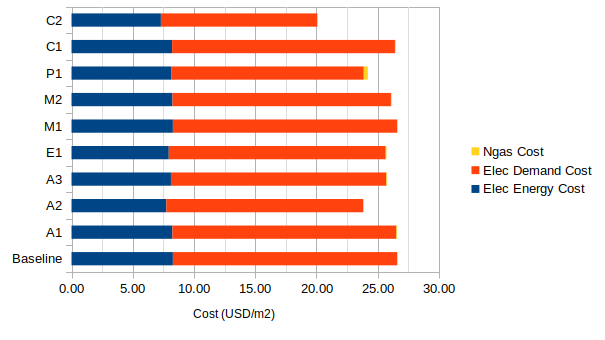 C2
C1
P1
M2
M1
E1
A3
A2
A1
Baseline
0.00 5.00 10.00 15.00 20.00 25.00 30.00
Cost (USD/m2)
Ngas Cost
Elec Demand Cost
Elec Energy Cost